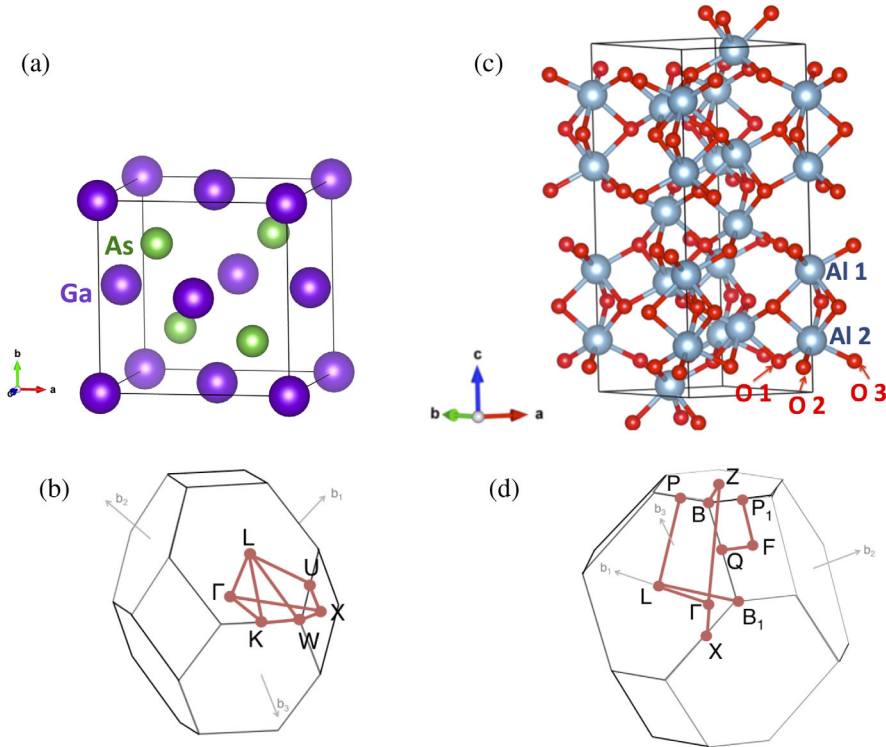 (a)
(c)
As
Ga
Al 1
Al 2
O 1
O 2
O 3
b
a
c
b
a
(b)
(d)
b₂
b₁
L
Γ
U
X
K
W
b₃
Z
P
B
P₁
b₃
Q
F
b₂
b₁
L
Γ
B₁
X